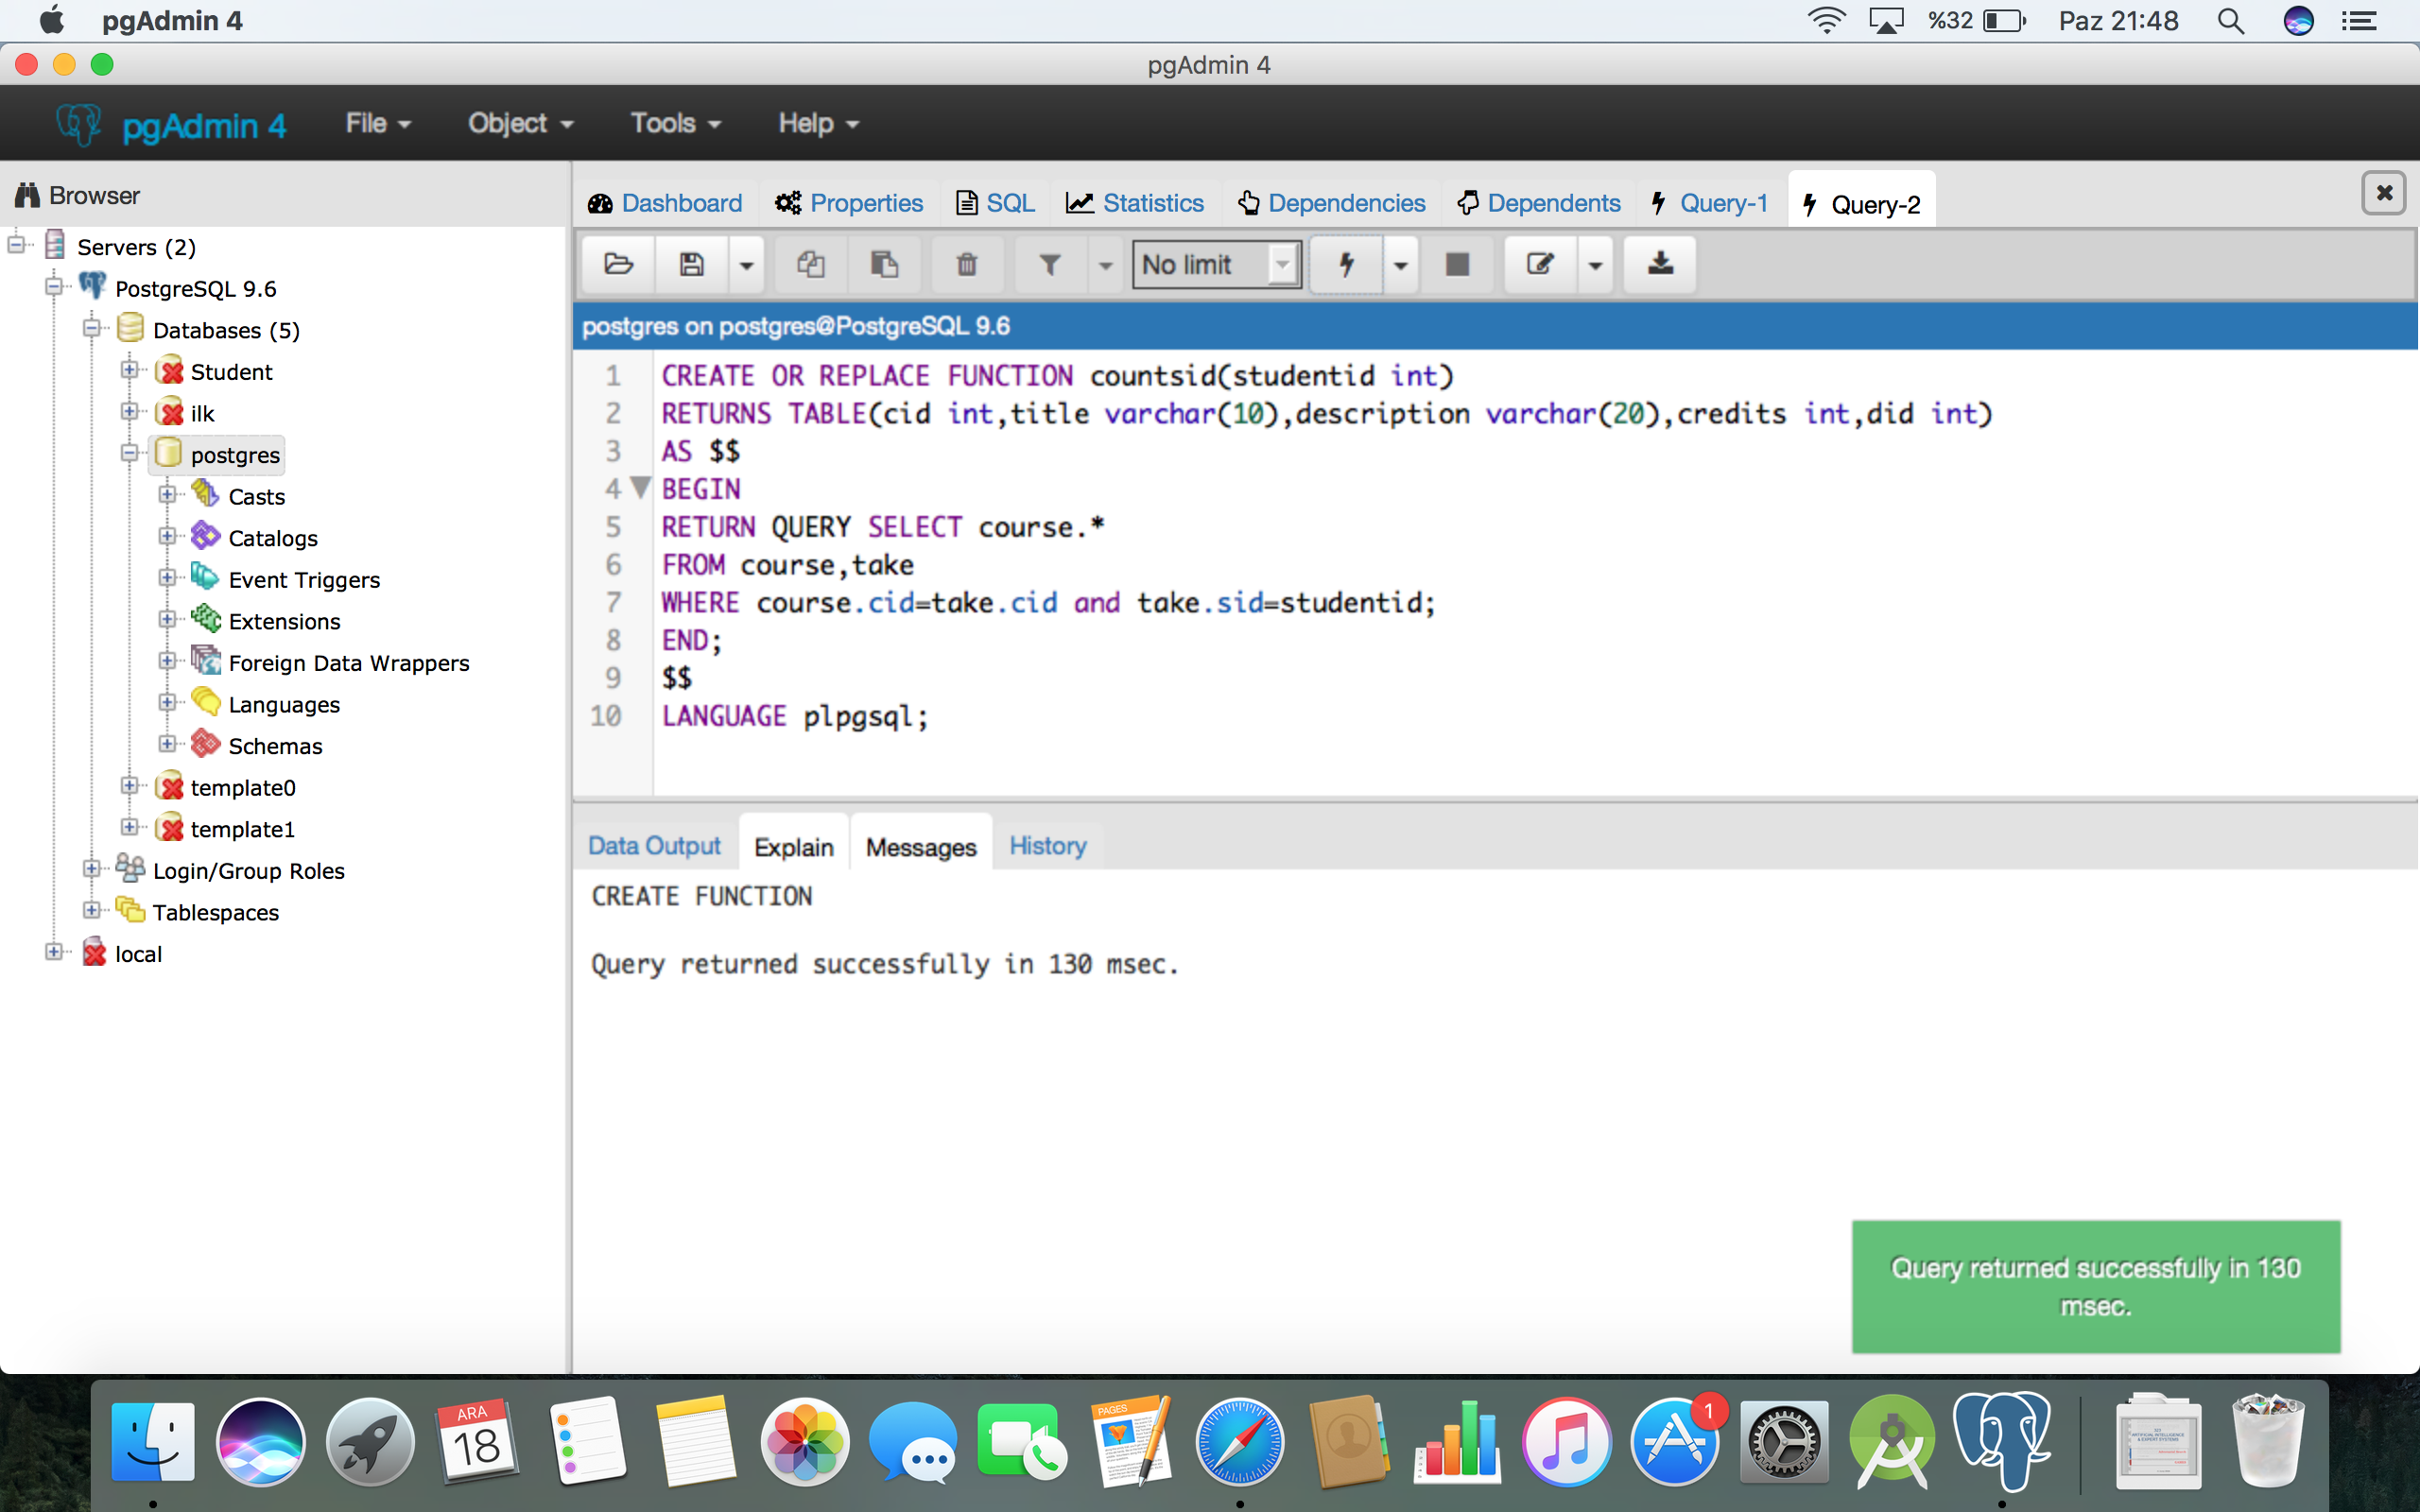 pgAdmin 4
%32
Paz 21:48
pgAdmin 4
pgAdmin 4
File
Object
Tools
Help
Browser
Dashboard
Properties
SQL
Statistics
Dependencies
Dependents
Query-1
Query-2
Servers (2)
PostgreSQL 9.6
Databases (5)
Student
ilk
postgres
Casts
Catalogs
Event Triggers
Extensions
Foreign Data Wrappers
Languages
Schemas
template0
template1
Login/Group Roles
Tablespaces
local
No limit
postgres on postgres@PostgreSQL 9.6
1 CREATE OR REPLACE FUNCTION countsid(studentid int)
2 RETURNS TABLE(cid int,title varchar(10),description varchar(20),credits int,did int)
3 AS $$
4 BEGIN
5 RETURN QUERY SELECT course.*
6 FROM course,take
7 WHERE course.cid=take.cid and take.sid=studentid;
8 END;
9 $$
10 LANGUAGE plpgsql;
Data Output
Explain
Messages
History
CREATE FUNCTION
Query returned successfully in 130 msec.
Query returned successfully in 130
msec.
ARA
18
PAGES
1